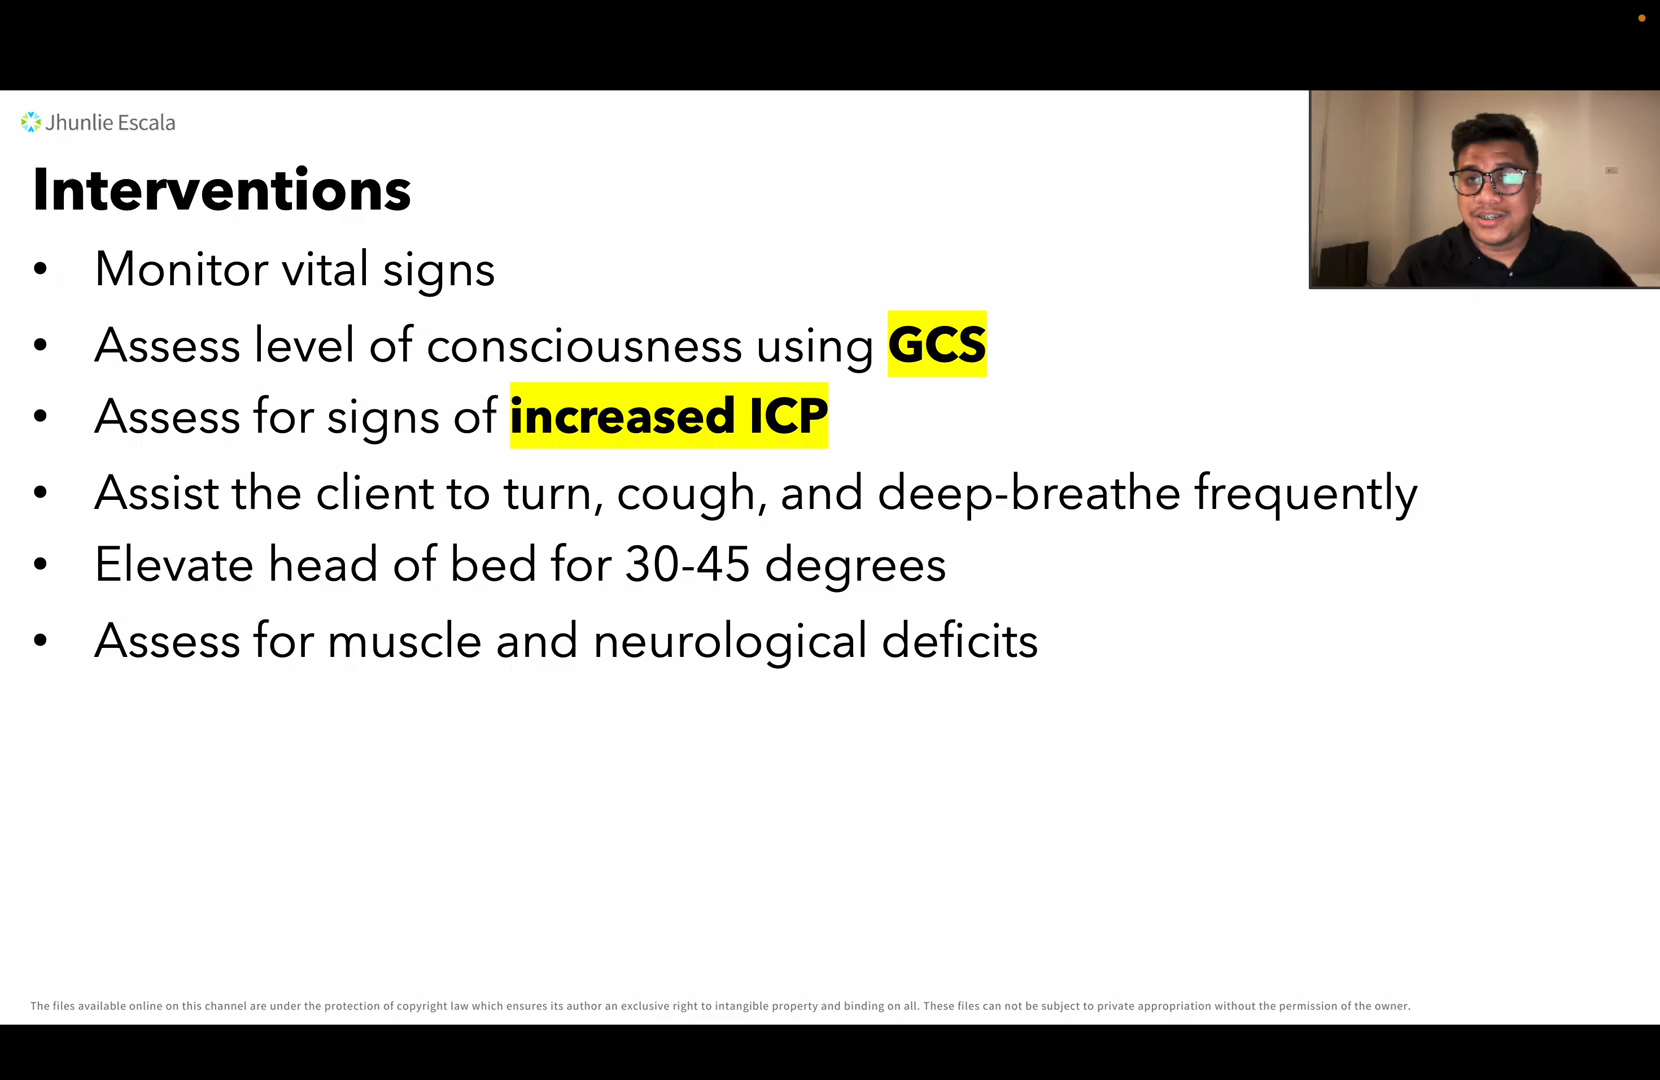 Jhunlie Escala
Interventions
• Monitor vital signs
• Assess level of consciousness using GCS
• Assess for signs of increased ICP
• Assist the client to turn, cough, and deep-breathe frequently
• Elevate head of bed for 30-45 degrees
• Assess for muscle and neurological deficits
The files available online on this channel are under the protection of copyright law which ensures its author an exclusive right to intangible property and binding on all. These files can not be subject to private appropriation without the permission of the owner.